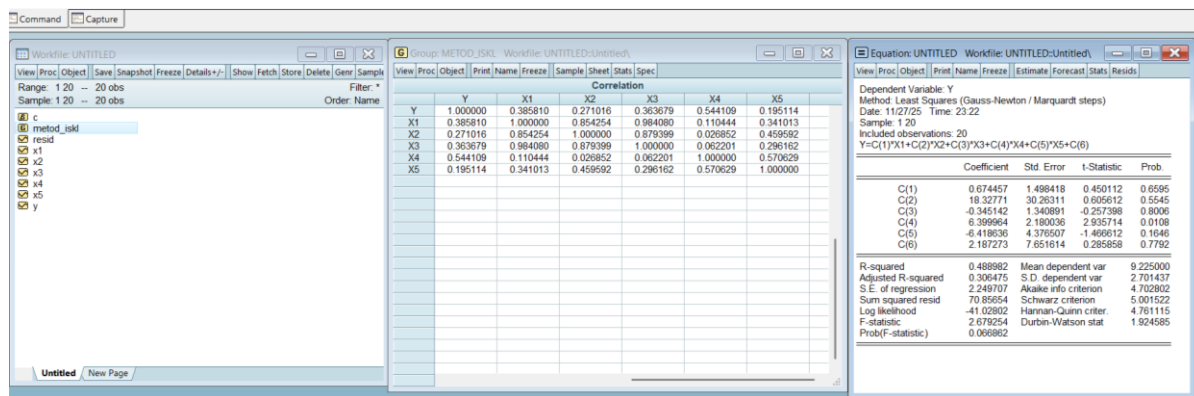 Command Capture
Workfile: UNTITLED
View Proc Object Save Snapshot Freeze Details+/- Show Fetch Store Delete Genr Sample
Range: 1 20 -- 20 obs Filter: *
Sample: 1 20 -- 20 obs Order: Name
c
metod_iskl
resid
x1
x2
x3
x4
x5
y
Untitled New Page
Group: METOD_ISKL Workfile: UNTITLED::Untitled\
View Proc Object Print Name Freeze Sample Sheet Stats Spec
Correlation
Y X1 X2 X3 X4 X5
Y 1.000000 0.385810 0.271016 0.363679 0.544109 0.195114
X1 0.385810 1.000000 0.854254 0.984080 0.110444 0.341013
X2 0.271016 0.854254 1.000000 0.879399 0.026852 0.459592
X3 0.363679 0.984080 0.879399 1.000000 0.062201 0.296162
X4 0.544109 0.110444 0.026852 0.062201 1.000000 0.570629
X5 0.195114 0.341013 0.459592 0.296162 0.570629 1.000000
Equation: UNTITLED Workfile: UNTITLED::Untitled\
View Proc Object Print Name Freeze Estimate Forecast Stats Resids
Dependent Variable: Y
Method: Least Squares (Gauss-Newton / Marquardt steps)
Date: 11/27/25 Time: 23:22
Sample: 1 20
Included observations: 20
Y=C(1)*X1+C(2)*X2+C(3)*X3+C(4)*X4+C(5)*X5+C(6)
Coefficient Std. Error t-Statistic Prob.
C(1) 0.674457 1.498418 0.450112 0.6595
C(2) 18.32771 30.26311 0.605612 0.5545
C(3) -0.345142 1.340891 -0.257398 0.8006
C(4) 6.399964 2.180036 2.935714 0.0108
C(5) -6.418636 4.376507 -1.466612 0.1646
C(6) 2.187273 7.651614 0.285858 0.7792
R-squared 0.488982 Mean dependent var 9.225000
Adjusted R-squared 0.306475 S.D. dependent var 2.701437
S.E. of regression 2.249707 Akaike info criterion 4.702802
Sum squared resid 70.85654 Schwarz criterion 5.001522
Log likelihood -41.02802 Hannan-Quinn criter. 4.761115
F-statistic 2.679254 Durbin-Watson stat 1.924585
Prob(F-statistic) 0.066862